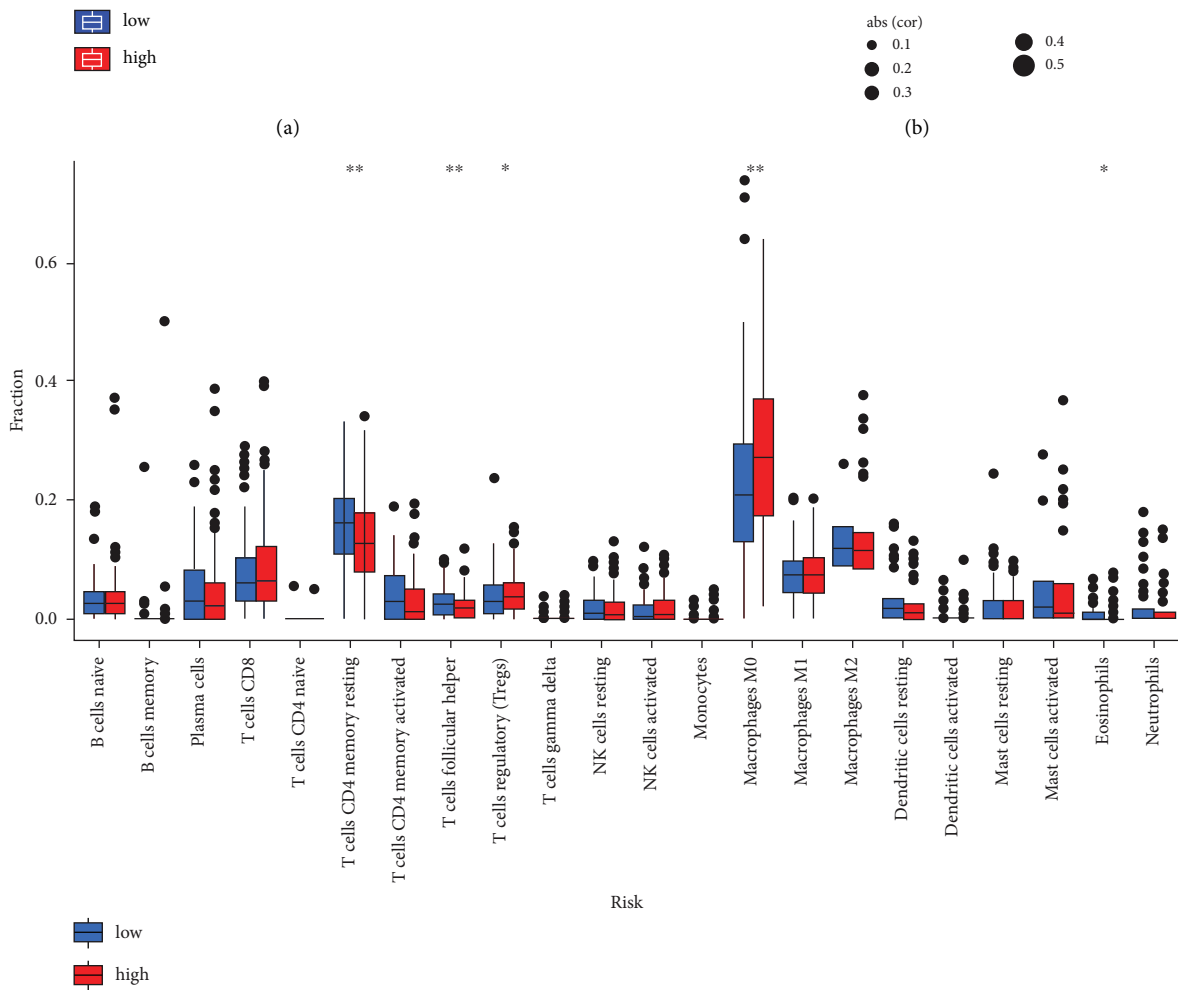 low
high
abs (cor)
0.1
0.2
0.3
0.4
0.5
(a)
(b)
** ** * ** *
Fraction
0.6
0.4
0.2
0.0
B cells naive
B cells memory
Plasma cells
T cells CD8
T cells CD4 naive
T cells CD4 memory resting
T cells CD4 memory activated
T cells follicular helper
T cells regulatory (Tregs)
T cells gamma delta
NK cells resting
NK cells activated
Monocytes
Macrophages M0
Macrophages M1
Macrophages M2
Dendritic cells resting
Dendritic cells activated
Mast cells resting
Mast cells activated
Eosinophils
Neutrophils
Risk
low
high